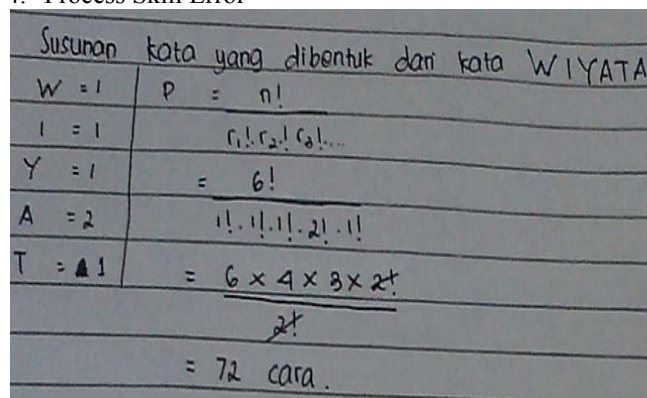 4. Process Skill Error
Susunan kata yang dibentuk dari kata WIYATA
W = 1 P = n!
I = 1 r₁!.r₂!r₃!...
Y = 1 = 6!
A = 2 1!.1!.1!.2!.1!
T = 1 = 6 × 4 × 3 × 2!
2!
= 72 cara.